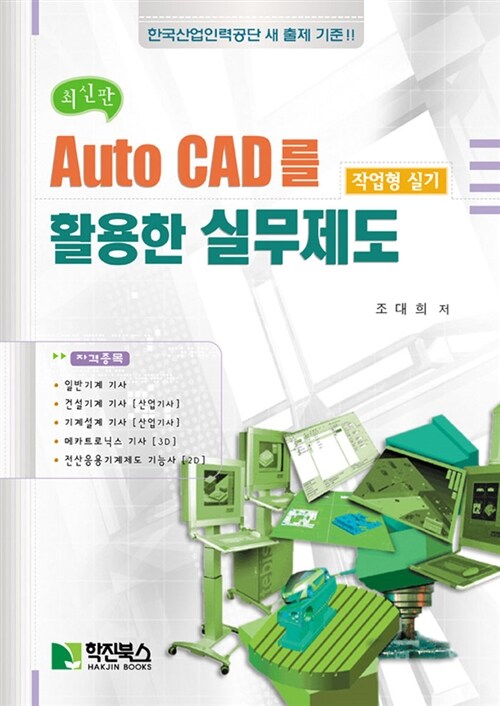 한국산업인력공단 새 출제 기준!!
최신판
Auto CAD를
작업형 실기
활용한 실무제도
조대희 저
자격종목
일반기계 기사
건설기계 기사 [산업기사]
기계설계 기사 [산업기사]
메카트로닉스 기사 [3D]
전산응용기계제도 기능사 [2D]
학진북스
HAKJIN BOOKS